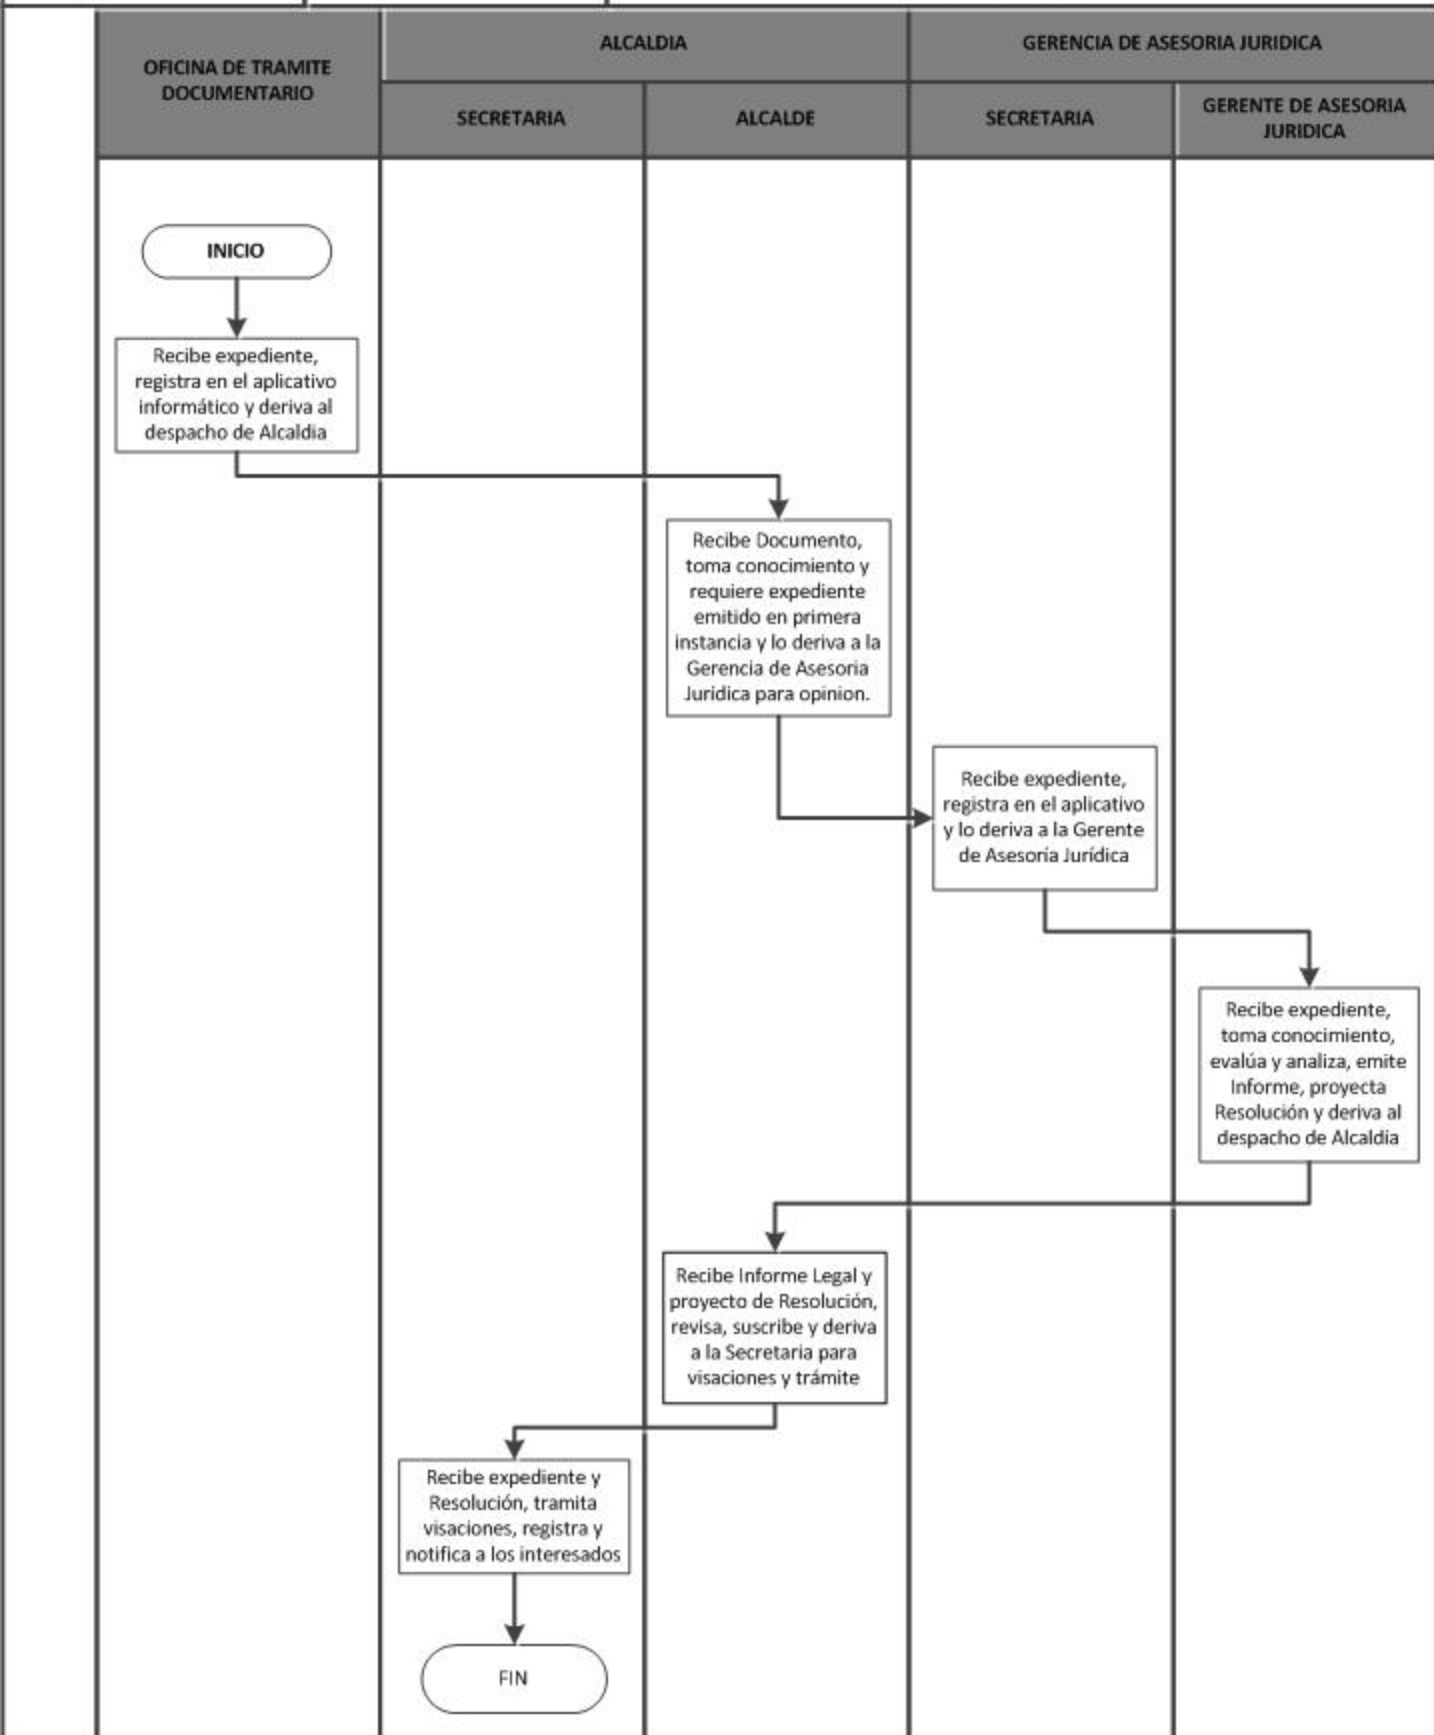 OFICINA DE TRAMITE
DOCUMENTARIO
ALCALDIA
GERENCIA DE ASESORIA JURIDICA
SECRETARIA
ALCALDE
SECRETARIA
GERENTE DE ASESORIA
JURIDICA
INICIO
Recibe expediente,
registra en el aplicativo
informático y deriva al
despacho de Alcaldia
Recibe Documento,
toma conocimiento y
requiere expediente
emitido en primera
instancia y lo deriva a la
Gerencia de Asesoria
Juridica para opinion.
Recibe expediente,
registra en el aplicativo
y lo deriva a la Gerente
de Asesoria Jurídica
Recibe expediente,
toma conocimiento,
evalúa y analiza, emite
Informe, proyecta
Resolución y deriva al
despacho de Alcaldia
Recibe Informe Legal y
proyecto de Resolución,
revisa, suscribe y deriva
a la Secretaria para
visaciones y trámite
Recibe expediente y
Resolución, tramita
visaciones, registra y
notifica a los interesados
FIN